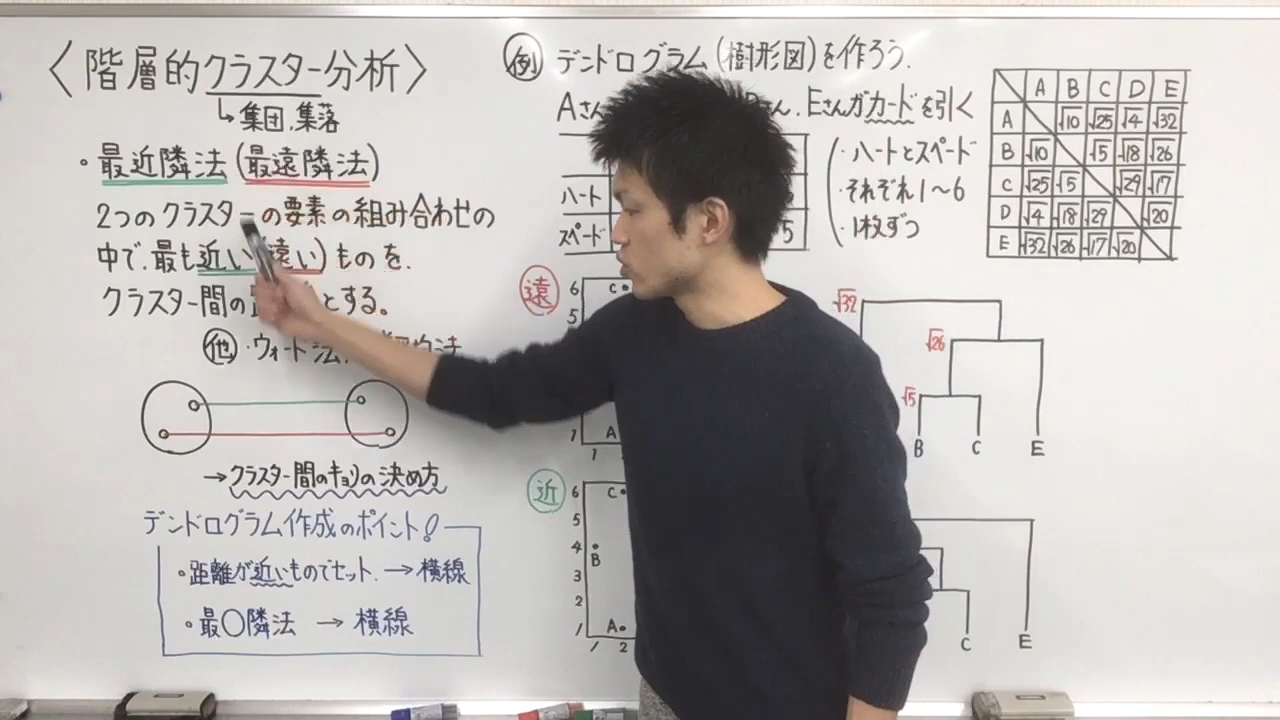 〈階層的クラスター分析〉
↳集団、集落
・最近隣法(最遠隣法)
2つのクラスターの要素の組み合わせの
中で、最も近い(遠い)ものを、
クラスター間の とする。
他 ・ウォード法、
→クラスター間のキョリの決め方
デンドログラム作成のポイント!
・距離が近いものでセット、→横線
・最〇隣法 → 横線
例 デンドログラム(樹形図)を作ろう.
Aさん 、Eさんがカードを引く
ハート
スペード 5
・ハートとスペード
・それぞれ1〜6
・1枚ずつ
A B C D E
A √10 √25 √4 √32
B √10 √5 √18 √26
C √25 √5 √29 √17
D √4 √18 √29 √20
E √32 √26 √17 √20
遠
6 C
5
1 A
1
√32
√26
√5
B C E
近
6 C
5
4 B
3
2
1 A
1 2
C E